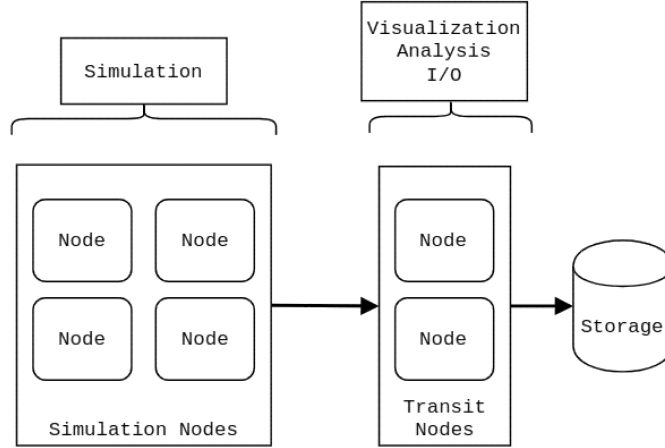 Simulation
Visualization
Analysis
I/O
Node
Node
Node
Node
Simulation Nodes
Node
Node
Transit
Nodes
Storage